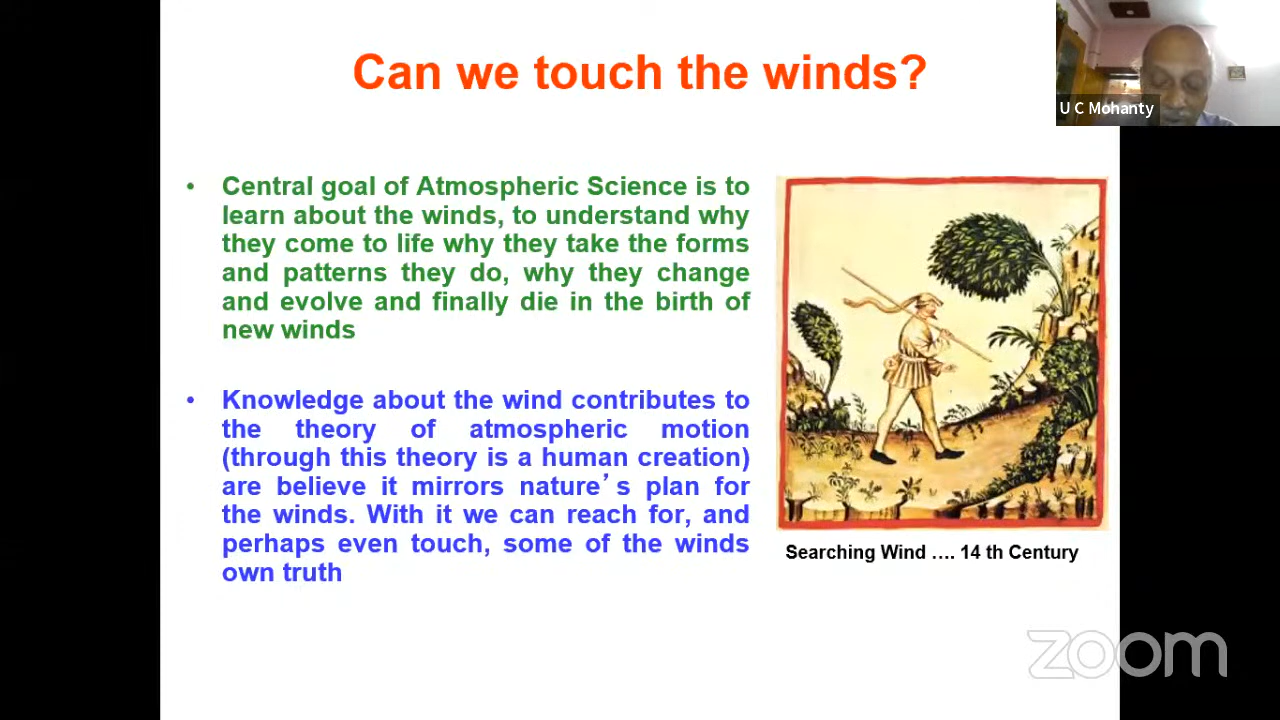 Can we touch the winds?
U C Mohanty
• Central goal of Atmospheric Science is to
learn about the winds, to understand why
they come to life why they take the forms
and patterns they do, why they change
and evolve and finally die in the birth of
new winds
• Knowledge about the wind contributes to
the theory of atmospheric motion
(through this theory is a human creation)
are believe it mirrors nature’s plan for
the winds. With it we can reach for, and
perhaps even touch, some of the winds
own truth
Searching Wind …. 14 th Century
zoom